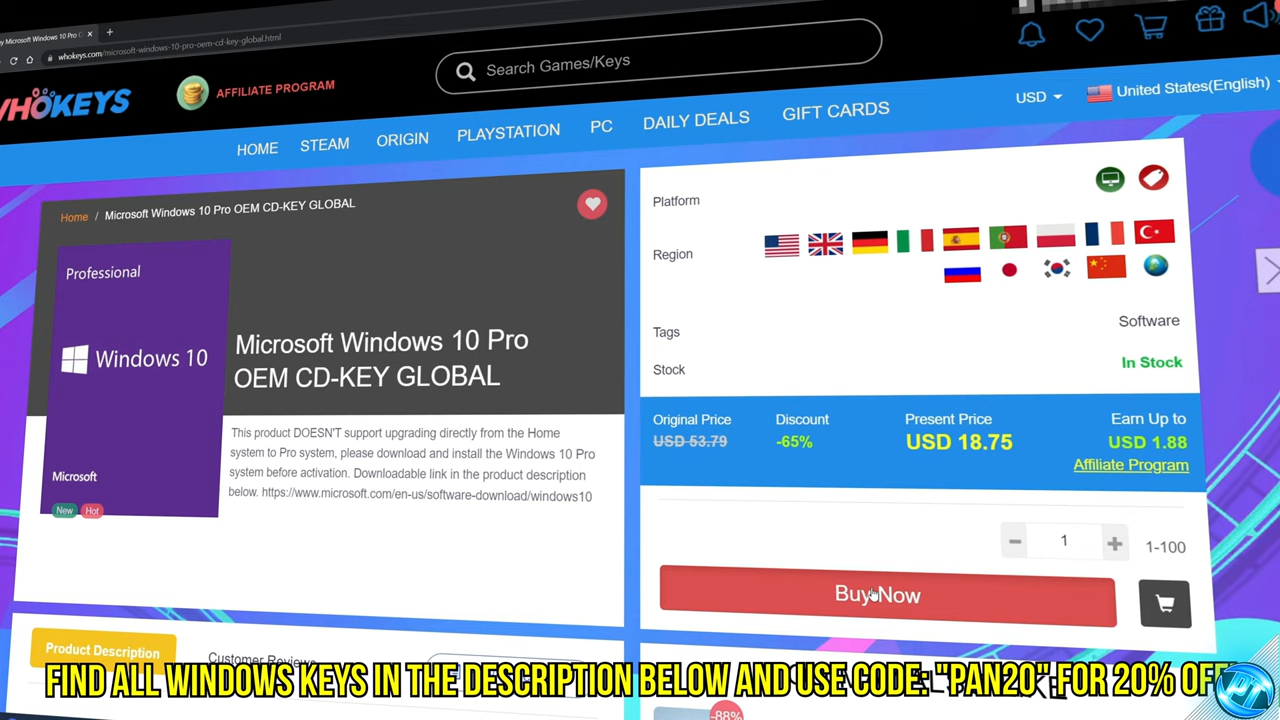 Microsoft Windows 10 Pro
whokeys.com/microsoft-windows-10-pro-oem-cd-key-global.html
WHOKEYS
AFFILIATE PROGRAM
Search Games/Keys
HOME STEAM ORIGIN PLAYSTATION PC DAILY DEALS GIFT CARDS
USD
United States(English)
Home / Microsoft Windows 10 Pro OEM CD-KEY GLOBAL
Professional
Windows 10
Microsoft
New Hot
Microsoft Windows 10 Pro
OEM CD-KEY GLOBAL
This product DOESN'T support upgrading directly from the Home
system to Pro system, please download and install the Windows 10 Pro
system before activation. Downloadable link in the product description
below. https://www.microsoft.com/en-us/software-download/windows10
Platform
Region
Tags Software
Stock In Stock
Original Price Discount Present Price Earn Up to
USD 53.79 -65% USD 18.75 USD 1.88
Affiliate Program
1 1-100
Buy Now
Product Description
Customer Reviews
FIND ALL WINDOWS KEYS IN THE DESCRIPTION BELOW AND USE CODE: "PAN20" FOR 20% OFF
-88%
PT